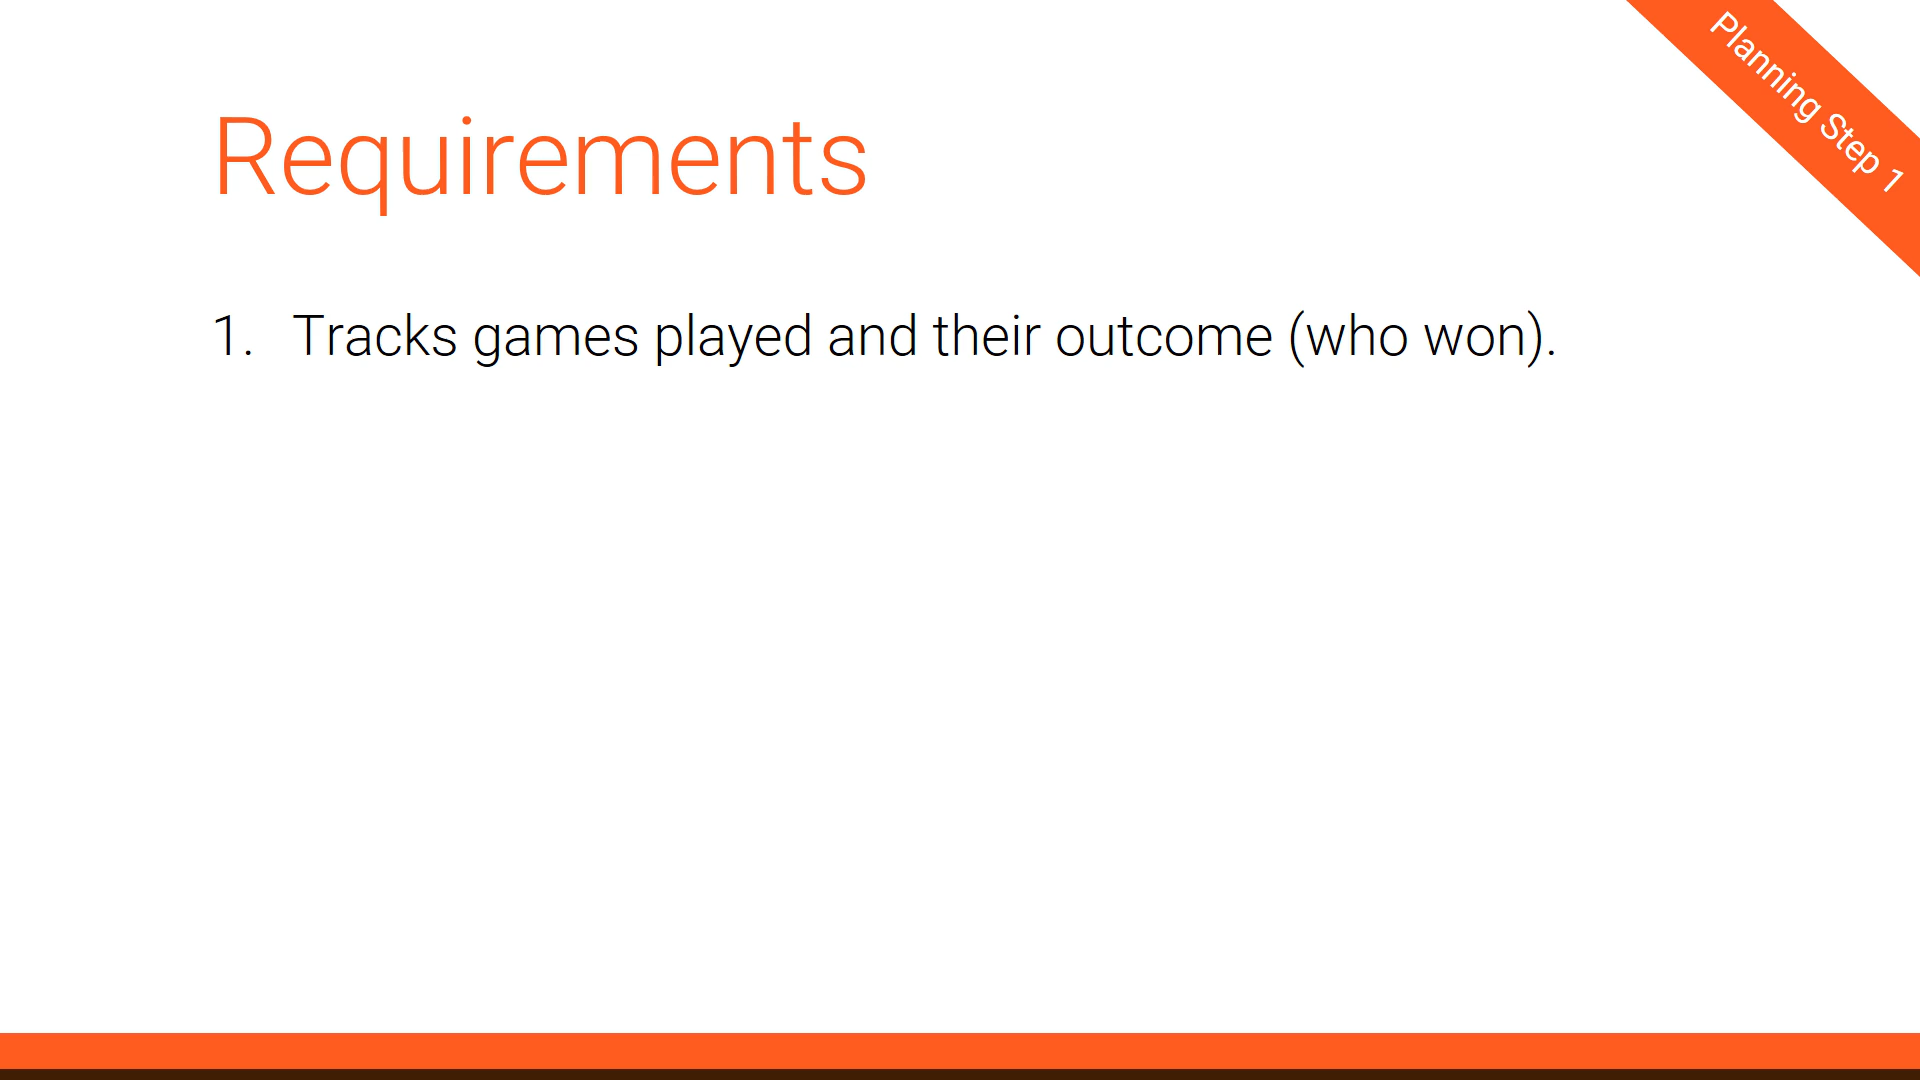 Planning Step 1
Requirements
1. Tracks games played and their outcome (who won).